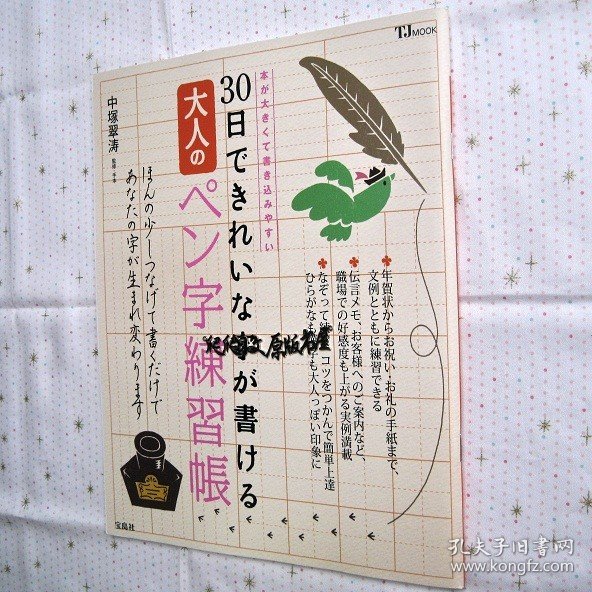 TJ MOOK
本が大きくて書き込みやすい
30日できれいな字が書ける
大人の
ペン字練習帳
中塚翠涛
ほんの少しつなげて書くだけで
あなたの字が生まれ変わります
年賀状からお祝い・お礼の手紙まで、
文例とともに練習できる
伝言メモ、お客様へのご案内など、
職場での好感度も上がる実例満載
なぞって
コツをつかんで簡単上達
ひらがなも
も大人っぽい印象に
宝島社
原版書屋
孔夫子旧书网
www.kongfz.com